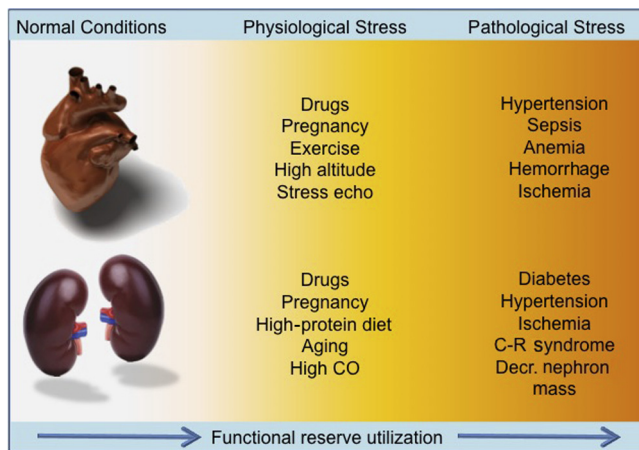 Normal Conditions
Physiological Stress
Pathological Stress
Drugs
Pregnancy
Exercise
High altitude
Stress echo
Hypertension
Sepsis
Anemia
Hemorrhage
Ischemia
Drugs
Pregnancy
High-protein diet
Aging
High CO
Diabetes
Hypertension
Ischemia
C-R syndrome
Decr. nephron
mass
Functional reserve utilization